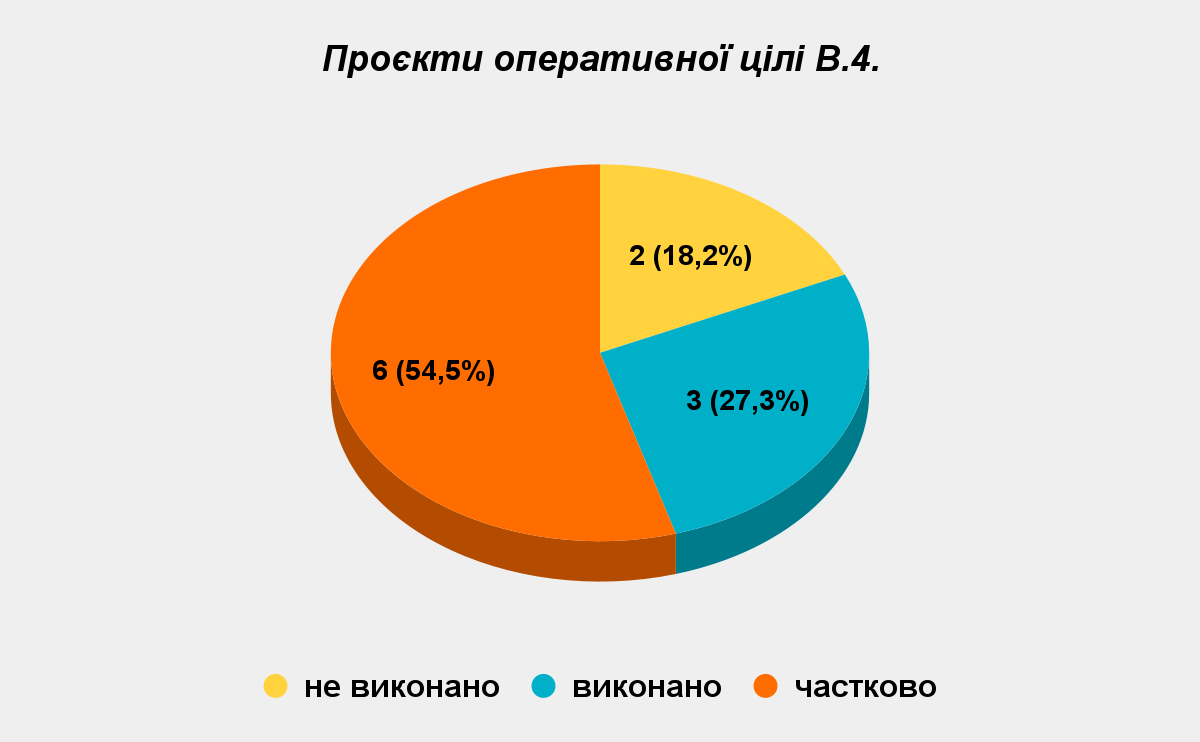 Проєкти оперативної цілі В.4.
2 (18,2%)
6 (54,5%)
3 (27,3%)
не виконано
виконано
частково